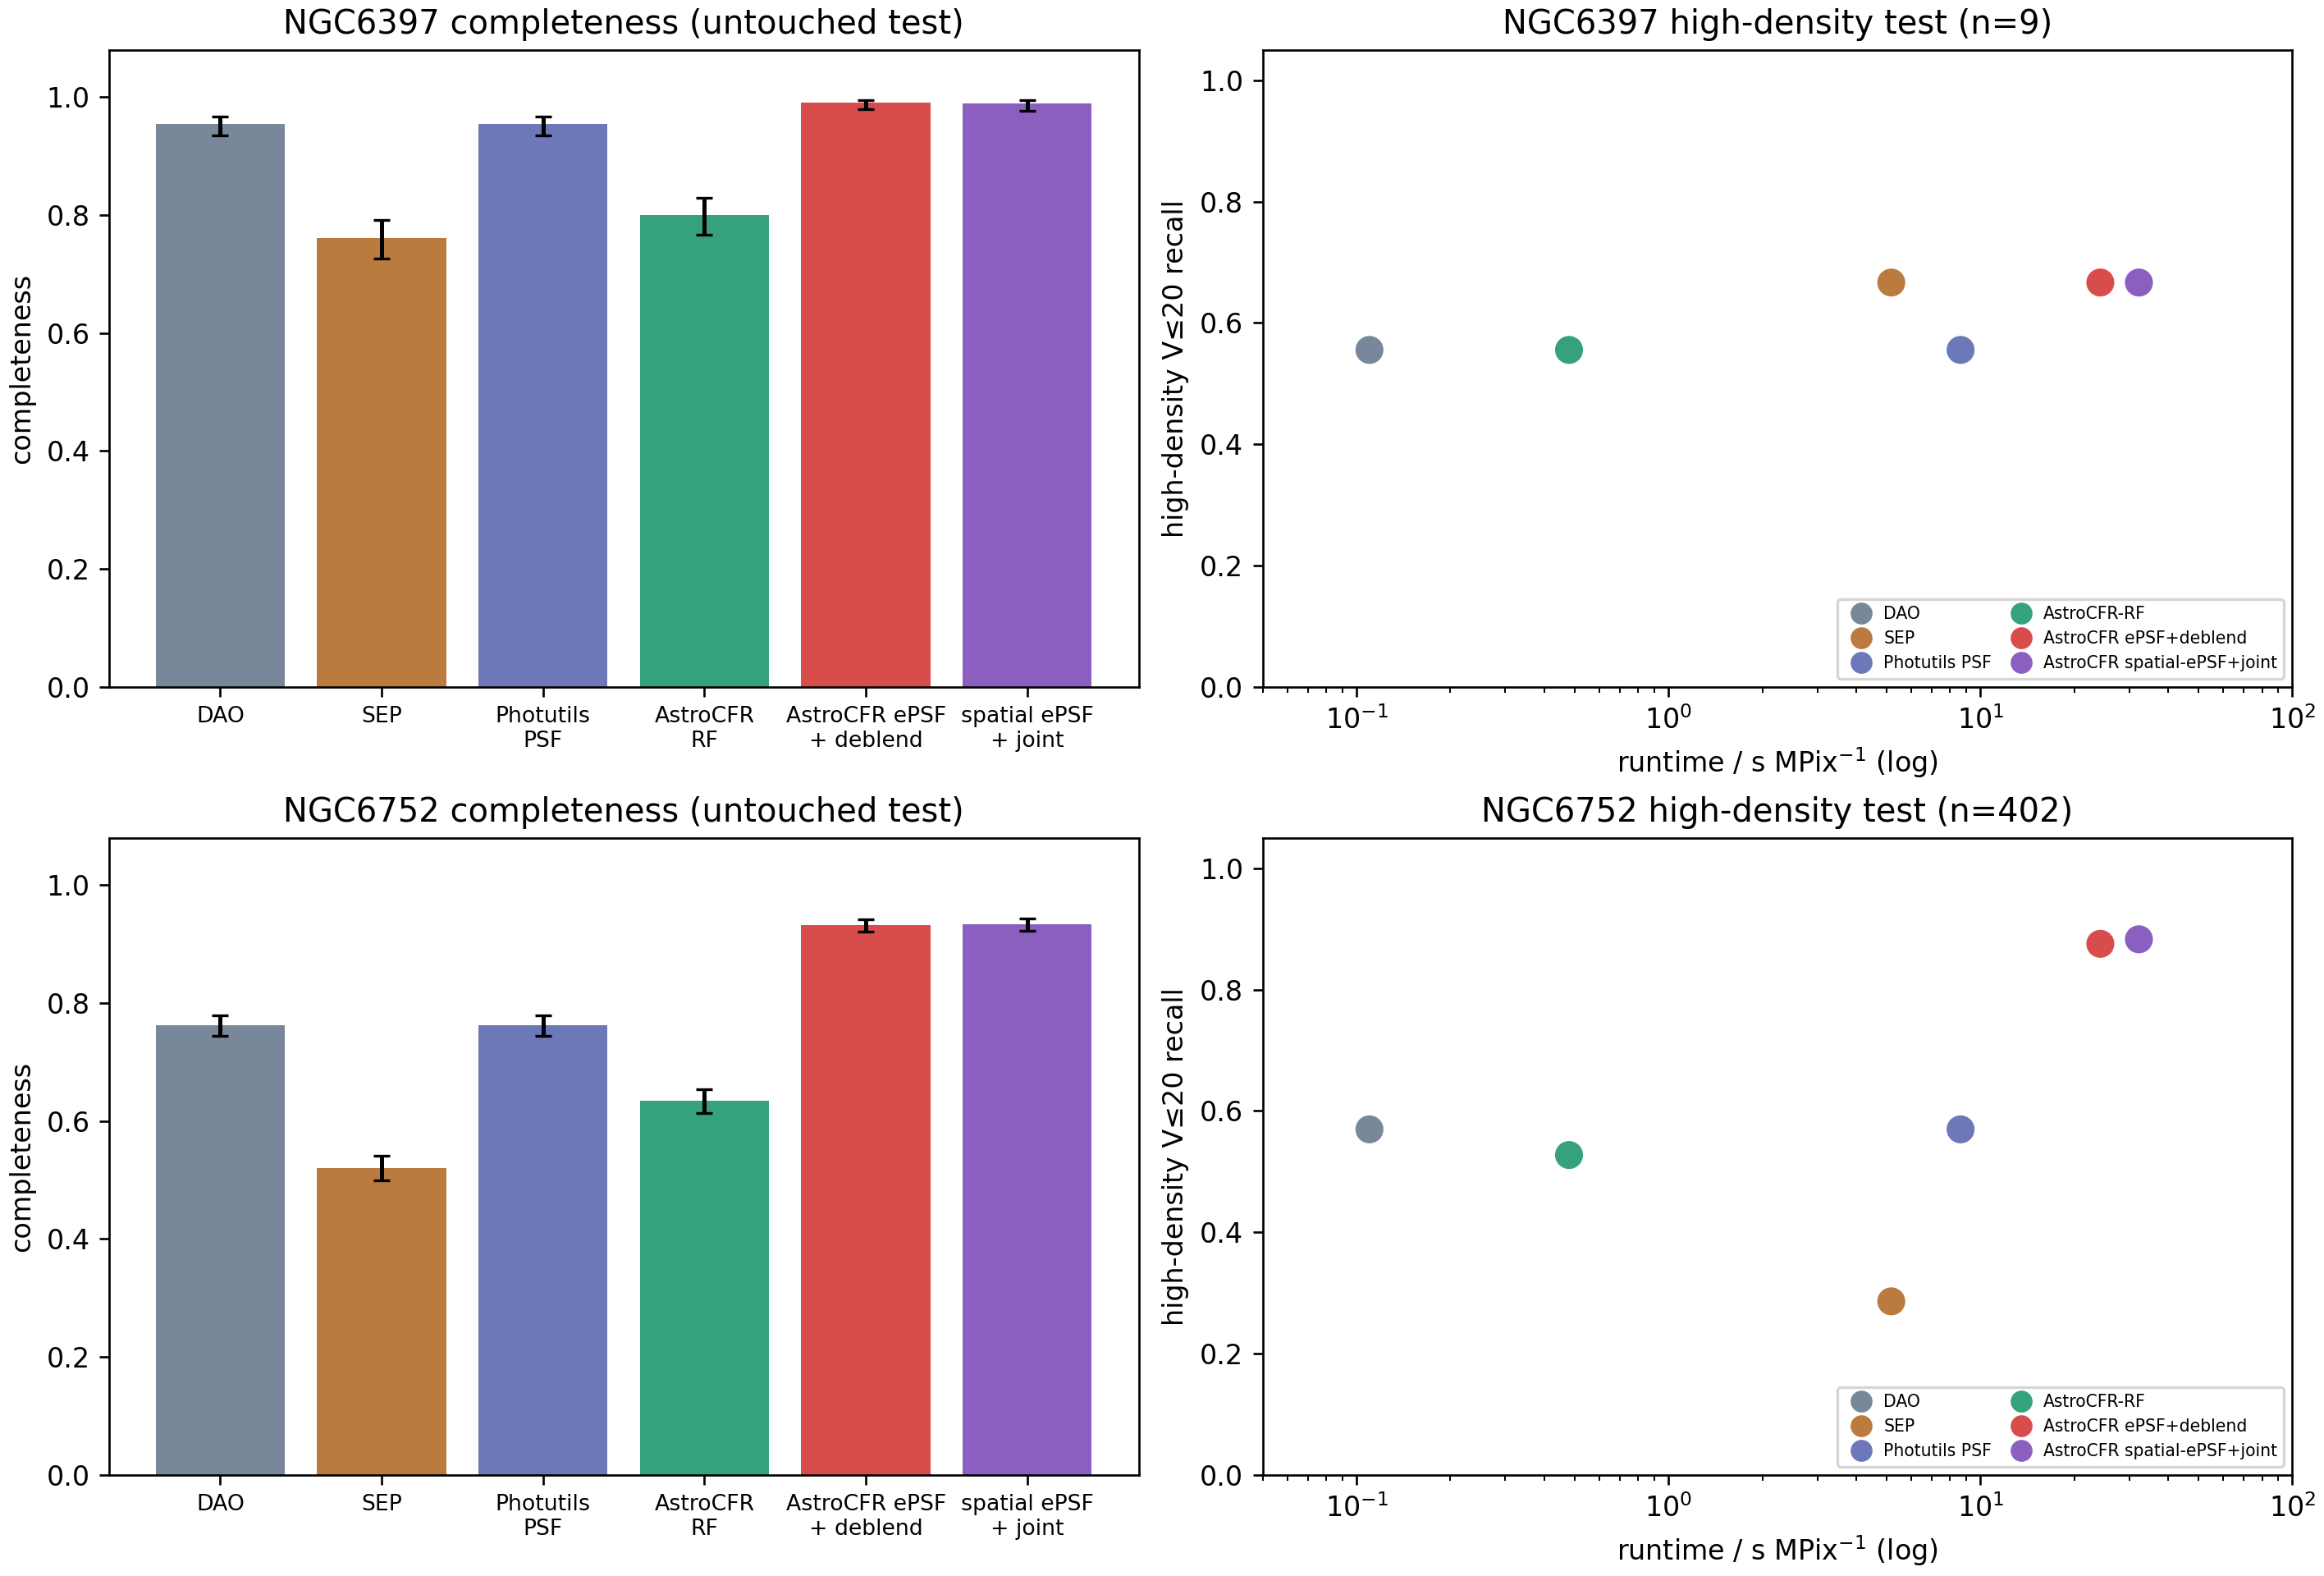 NGC6397 completeness (untouched test)
completeness
1.0
0.8
0.6
0.4
0.2
0.0
DAO
SEP
Photutils
PSF
AstroCFR
RF
AstroCFR ePSF
+ deblend
spatial ePSF
+ joint
NGC6397 high-density test (n=9)
high-density V≤20 recall
1.0
0.8
0.6
0.4
0.2
0.0
DAO
SEP
Photutils PSF
AstroCFR-RF
AstroCFR ePSF+deblend
AstroCFR spatial-ePSF+joint
10⁻¹ 10⁰ 10¹ 10²
runtime / s MPix⁻¹ (log)
NGC6752 completeness (untouched test)
completeness
1.0
0.8
0.6
0.4
0.2
0.0
DAO
SEP
Photutils
PSF
AstroCFR
RF
AstroCFR ePSF
+ deblend
spatial ePSF
+ joint
NGC6752 high-density test (n=402)
high-density V≤20 recall
1.0
0.8
0.6
0.4
0.2
0.0
DAO
SEP
Photutils PSF
AstroCFR-RF
AstroCFR ePSF+deblend
AstroCFR spatial-ePSF+joint
10⁻¹ 10⁰ 10¹ 10²
runtime / s MPix⁻¹ (log)